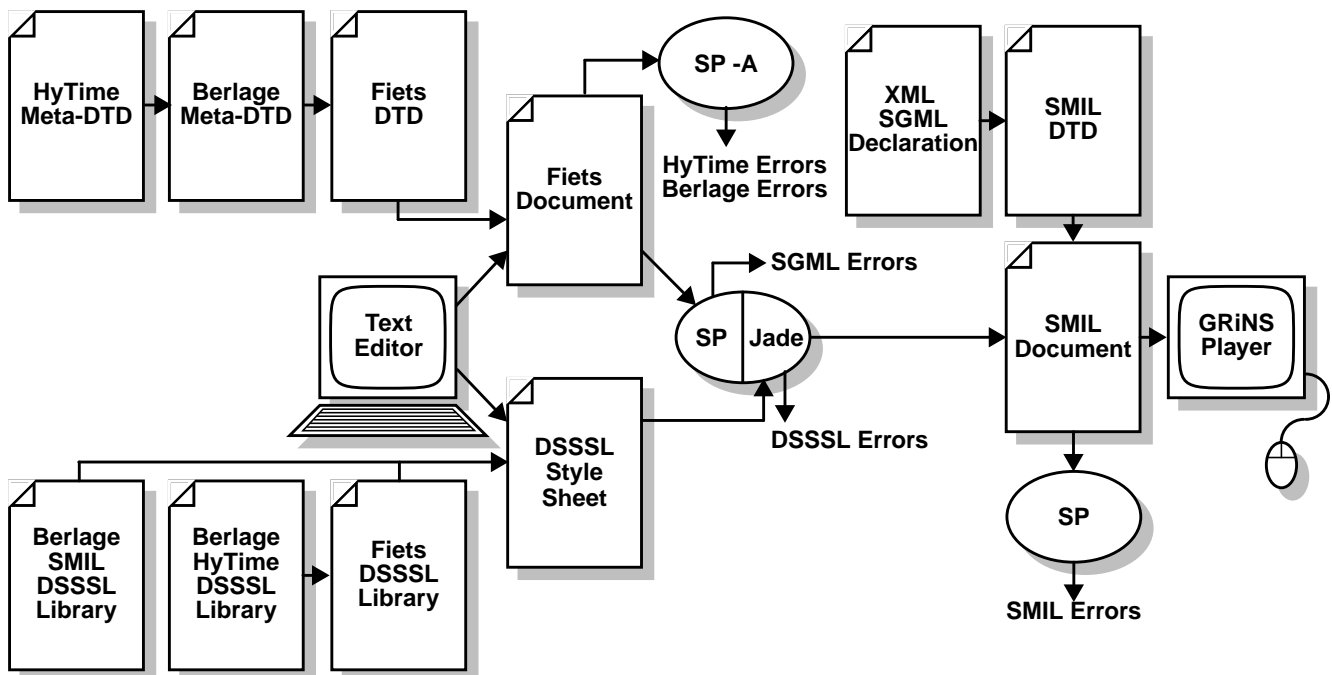 HyTime
Meta-DTD
Berlage
Meta-DTD
Fiets
DTD
SP -A
HyTime Errors
Berlage Errors
XML
SGML
Declaration
SMIL
DTD
Fiets
Document
SGML Errors
Text
Editor
SP
Jade
SMIL
Document
GRiNS
Player
DSSSL Errors
DSSSL
Style
Sheet
Berlage
SMIL
DSSSL
Library
Berlage
HyTime
DSSSL
Library
Fiets
DSSSL
Library
SP
SMIL Errors